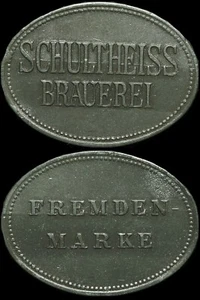 SCHULTHEISS
BRAUEREI
FREMDEN-
MARKE